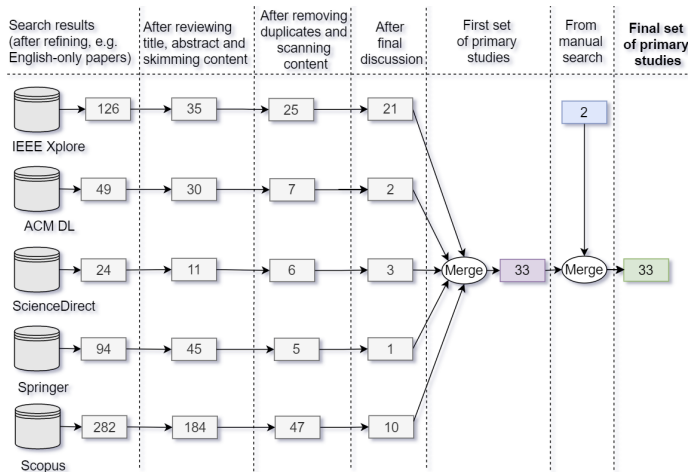 Search results
(after refining, e.g.
English-only papers)
After reviewing
title, abstract and
skimming content
After removing
duplicates and
scanning
content
After
final
discussion
First set
of primary
studies
From
manual
search
Final set
of primary
studies
126
35
25
21
2
IEEE Xplore
49
30
7
2
ACM DL
24
11
6
3
Merge
33
Merge
33
ScienceDirect
94
45
5
1
Springer
282
184
47
10
Scopus